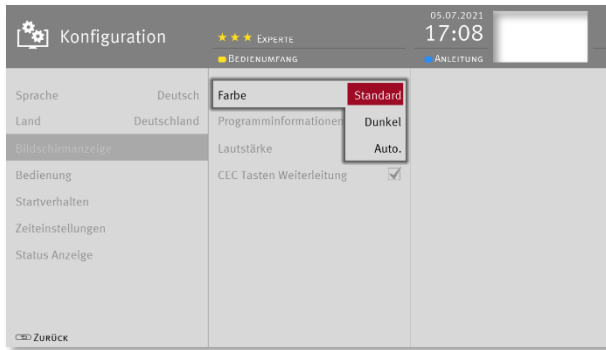 Konfiguration
★★★ EXPERTE
BEDIENUMFANG
05.07.2021
17:08
ANLEITUNG
Sprache Deutsch
Land Deutschland
Bildschirmanzeige
Bedienung
Startverhalten
Zeiteinstellungen
Status Anzeige
Farbe Standard
Programminformationen Dunkel
Lautstärke Auto.
CEC Tasten Weiterleitung
ZURÜCK